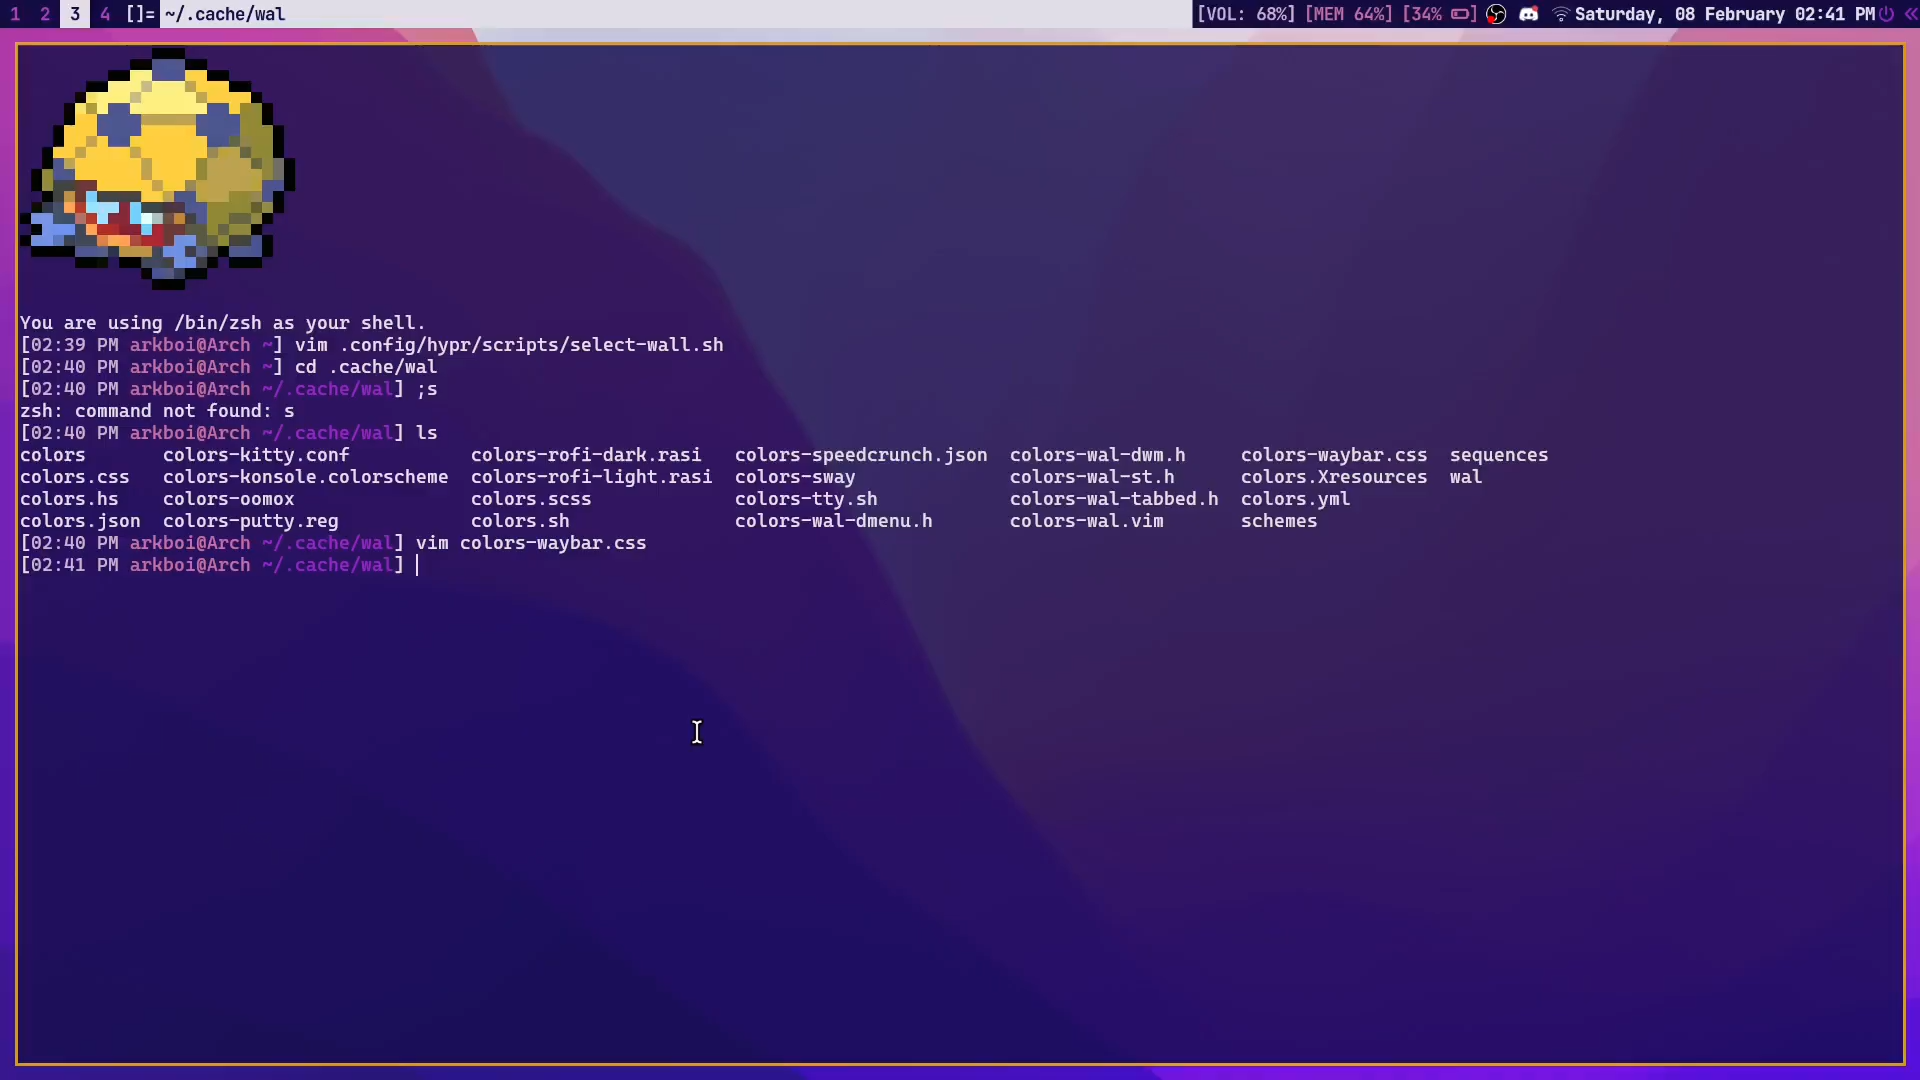 1 2 3 4 []= ~/.cache/wal [VOL: 68%] [MEM 64%] [34% ] Saturday, 08 February 02:41 PM
You are using /bin/zsh as your shell.
[02:39 PM arkboi@Arch ~] vim .config/hypr/scripts/select-wall.sh
[02:40 PM arkboi@Arch ~] cd .cache/wal
[02:40 PM arkboi@Arch ~/.cache/wal] ;s
zsh: command not found: s
[02:40 PM arkboi@Arch ~/.cache/wal] ls
colors colors-kitty.conf colors-rofi-dark.rasi colors-speedcrunch.json colors-wal-dwm.h colors-waybar.css sequences
colors.css colors-konsole.colorscheme colors-rofi-light.rasi colors-sway colors-wal-st.h colors.Xresources wal
colors.hs colors-oomox colors.scss colors-tty.sh colors-wal-tabbed.h colors.yml
colors.json colors-putty.reg colors.sh colors-wal-dmenu.h colors-wal.vim schemes
[02:40 PM arkboi@Arch ~/.cache/wal] vim colors-waybar.css
[02:41 PM arkboi@Arch ~/.cache/wal]